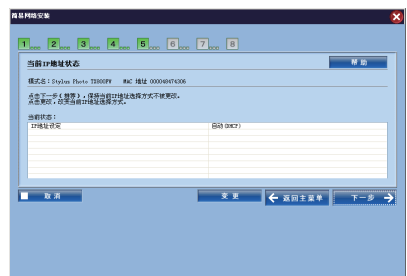 简易网络安装
1 2 3 4 5 6 7 8
当前IP地址状态
帮助
模式名：Stylus Photo TX800FW MAC 地址 000048474306
点击下一步(推荐)，保持当前IP地址选择方式不被更改。
点击更改，改变当前IP地址选择方式。
当前状态：
IP地址设定 自动(DHCP)
取消 变更 返回主菜单 下一步